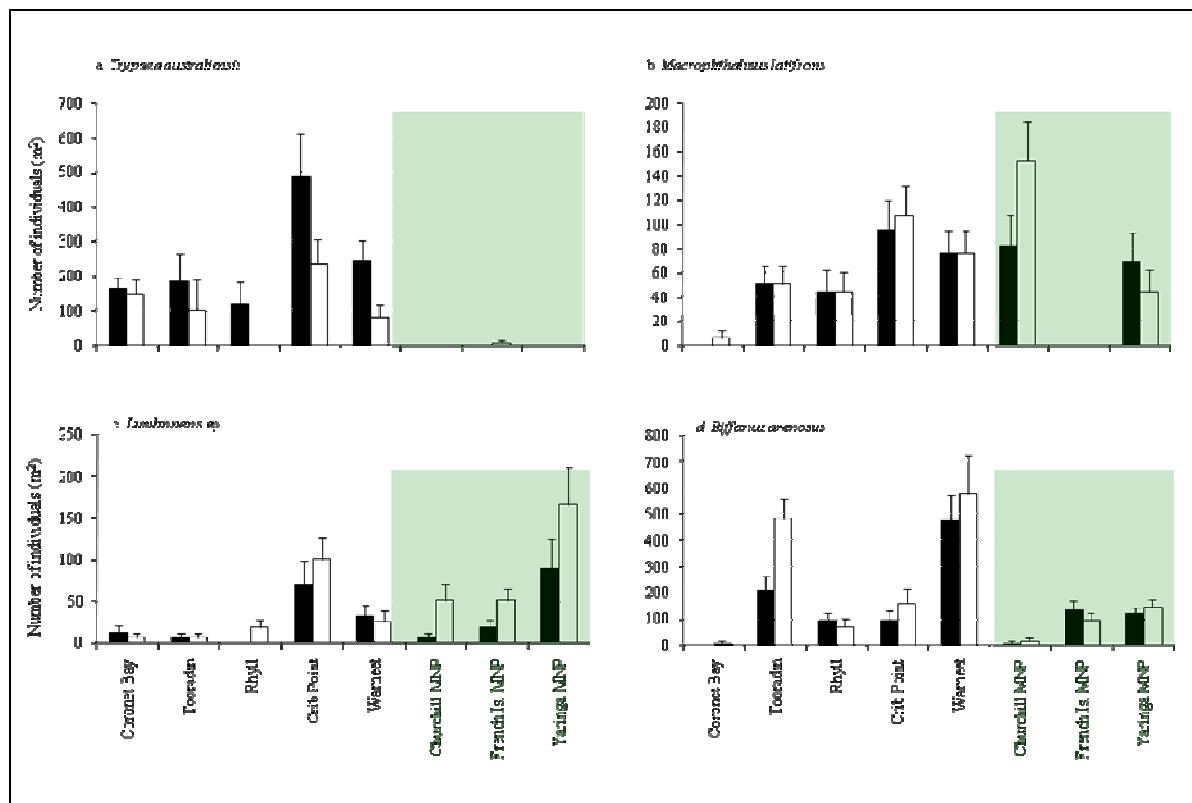 a Trypaea australiensis
Number of individuals (m²)
700
600
500
400
300
200
100
0
b Macrophthalmus latifrons
200
180
160
140
120
100
80
60
40
20
0
c sp
Number of individuals (m²)
250
200
150
100
50
0
Coronet Bay
Tooradin
Rhyll
Crib Point
Warneet
Churchill MNP
French Is. MNP
Yaringa MNP
d Biffarius arenosus
800
700
600
500
400
300
200
100
0
Coronet Bay
Tooradin
Rhyll
Crib Point
Warneet
Churchill MNP
French Is. MNP
Yaringa MNP